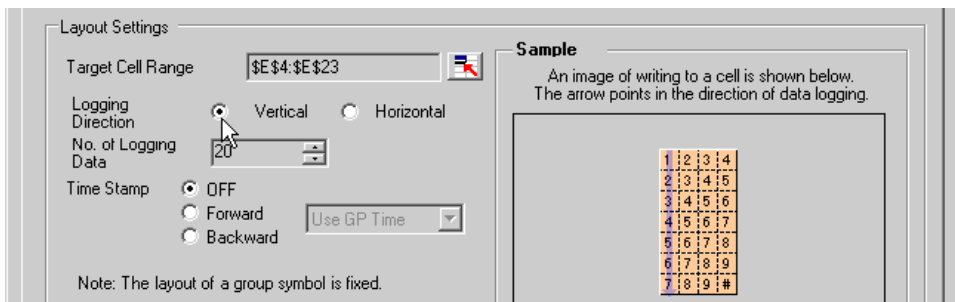 Layout Settings
Target Cell Range $E$4:$E$23
Logging Direction Vertical Horizontal
No. of Logging Data 20
Time Stamp OFF
Forward Use GP Time
Backward
Note: The layout of a group symbol is fixed.
Sample
An image of writing to a cell is shown below.
The arrow points in the direction of data logging.
1 2 3 4
2 3 4 5
3 4 5 6
4 5 6 7
5 6 7 8
6 7 8 9
7 8 9 #